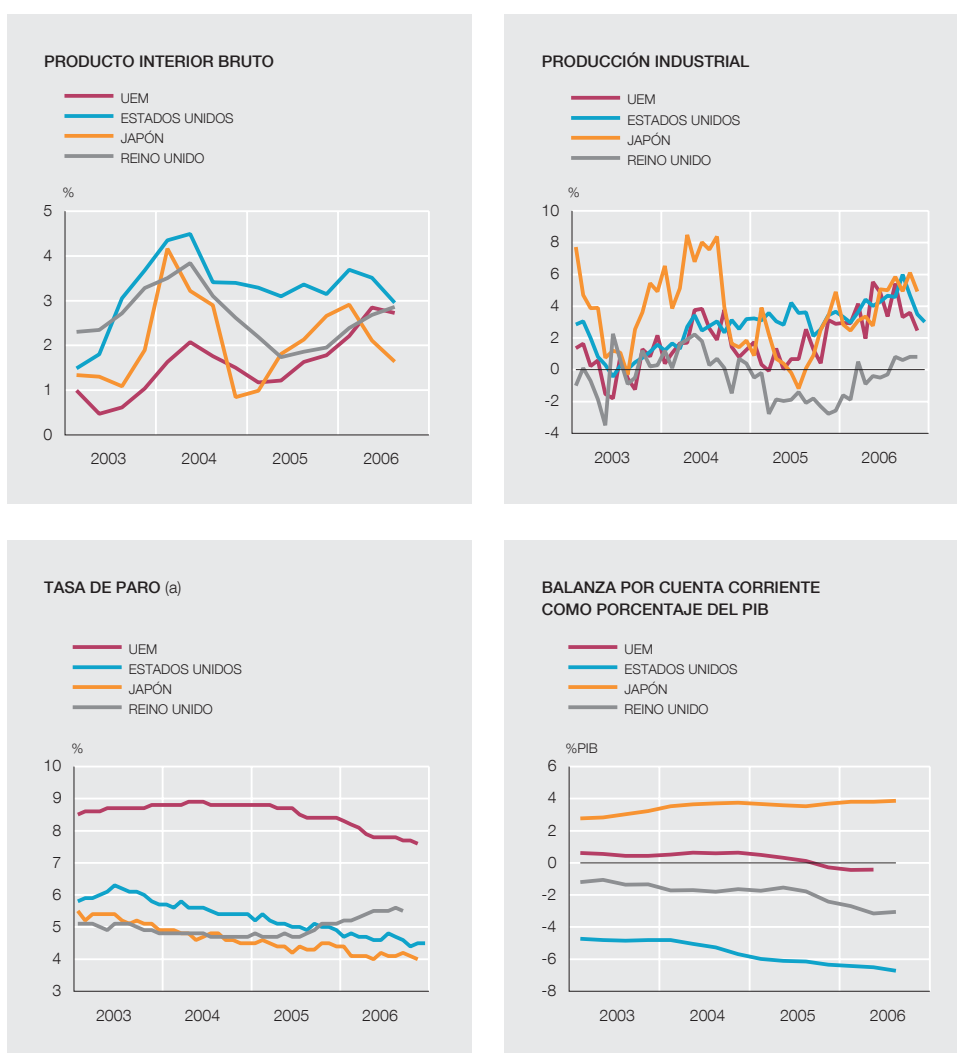 PRODUCTO INTERIOR BRUTO
UEM
ESTADOS UNIDOS
JAPÓN
REINO UNIDO
%
5
4
3
2
1
0
2003 2004 2005 2006
PRODUCCIÓN INDUSTRIAL
UEM
ESTADOS UNIDOS
JAPÓN
REINO UNIDO
%
10
8
6
4
2
0
-2
-4
2003 2004 2005 2006
TASA DE PARO (a)
UEM
ESTADOS UNIDOS
JAPÓN
REINO UNIDO
%
10
9
8
7
6
5
4
3
2003 2004 2005 2006
BALANZA POR CUENTA CORRIENTE
COMO PORCENTAJE DEL PIB
UEM
ESTADOS UNIDOS
JAPÓN
REINO UNIDO
%PIB
6
4
2
0
-2
-4
-6
-8
2003 2004 2005 2006